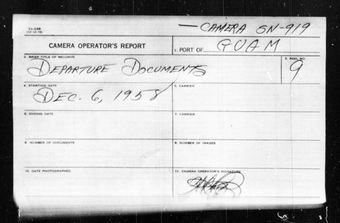 — CAMERA SN-919
CAMERA OPERATOR'S REPORT
1. PORT OF GUAM
2. BRIEF TITLE OF RECORDS
DEPARTURE DOCUMENTS
3. REEL NO.
9
4. STARTING DATE
DEC. 6, 1958
5. CARRIER
6. ENDING DATE
7. CARRIER
8. NUMBER OF DOCUMENTS
9. NUMBER OF IMAGES
10. DATE PHOTOGRAPHED
11. CAMERA OPERATOR'S SIGNATURE